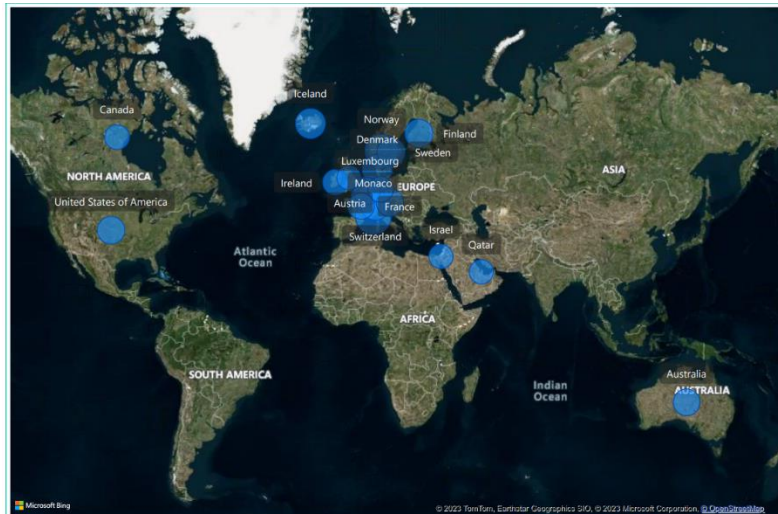 Iceland
Canada
Norway
Denmark
Finland
Sweden
Luxembourg
NORTH AMERICA
ASIA
Ireland
Monaco
EUROPE
United States of America
Austria
France
Switzerland
Israel
Qatar
Atlantic
Ocean
AFRICA
SOUTH AMERICA
Australia
AUSTRALIA
Indian
Ocean
Microsoft Bing
© 2023 TomTom, Earthstar Geographics SIO, © 2023 Microsoft Corporation, © OpenStreetMap